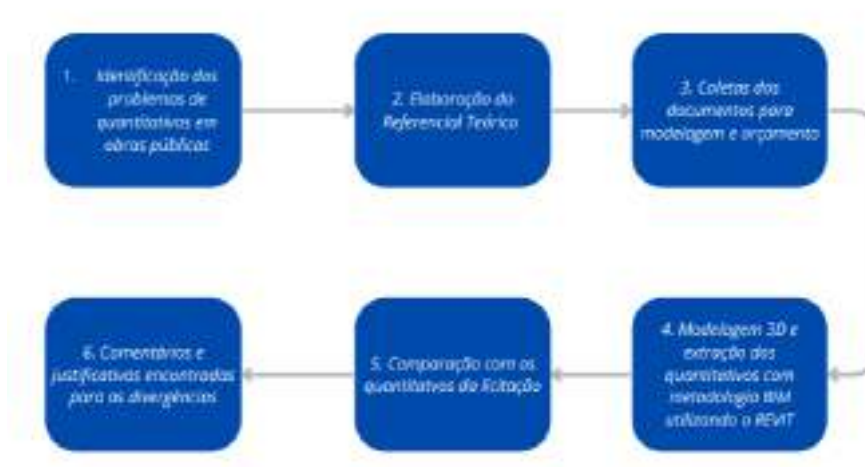 1. Identificação dos
problemas de
quantitativos em
obras públicas
2. Elaboração do
Referencial Teórico
3. Coletas dos
documentos para
modelagem e orçamento
4. Modelagem 3D e
extração dos
quantitativos com
metodologia BIM
utilizando o REVIT
5. Comparação com os
quantitativos da licitação
6. Comentários e
justificativas encontradas
para as divergências